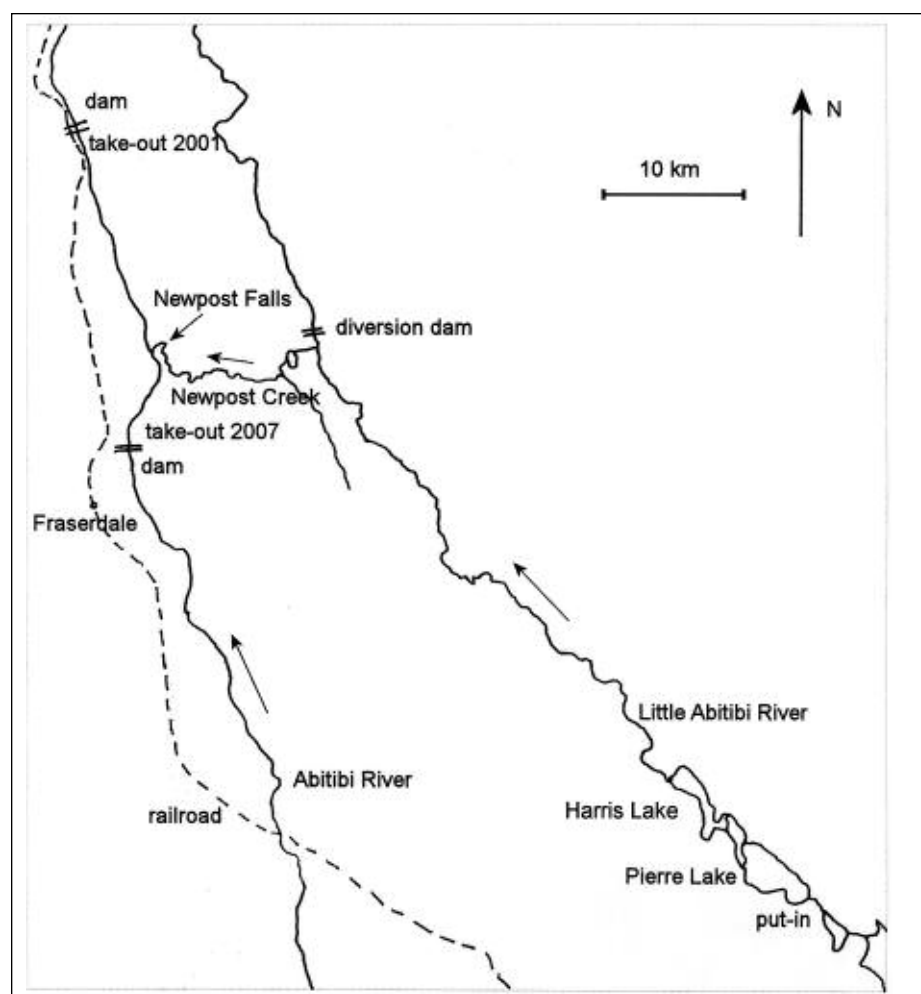 dam
take-out 2001
N
10 km
Newpost Falls
diversion dam
Newpost Creek
take-out 2007
dam
Fraserdale
Little Abitibi River
Abitibi River
railroad
Harris Lake
Pierre Lake
put-in